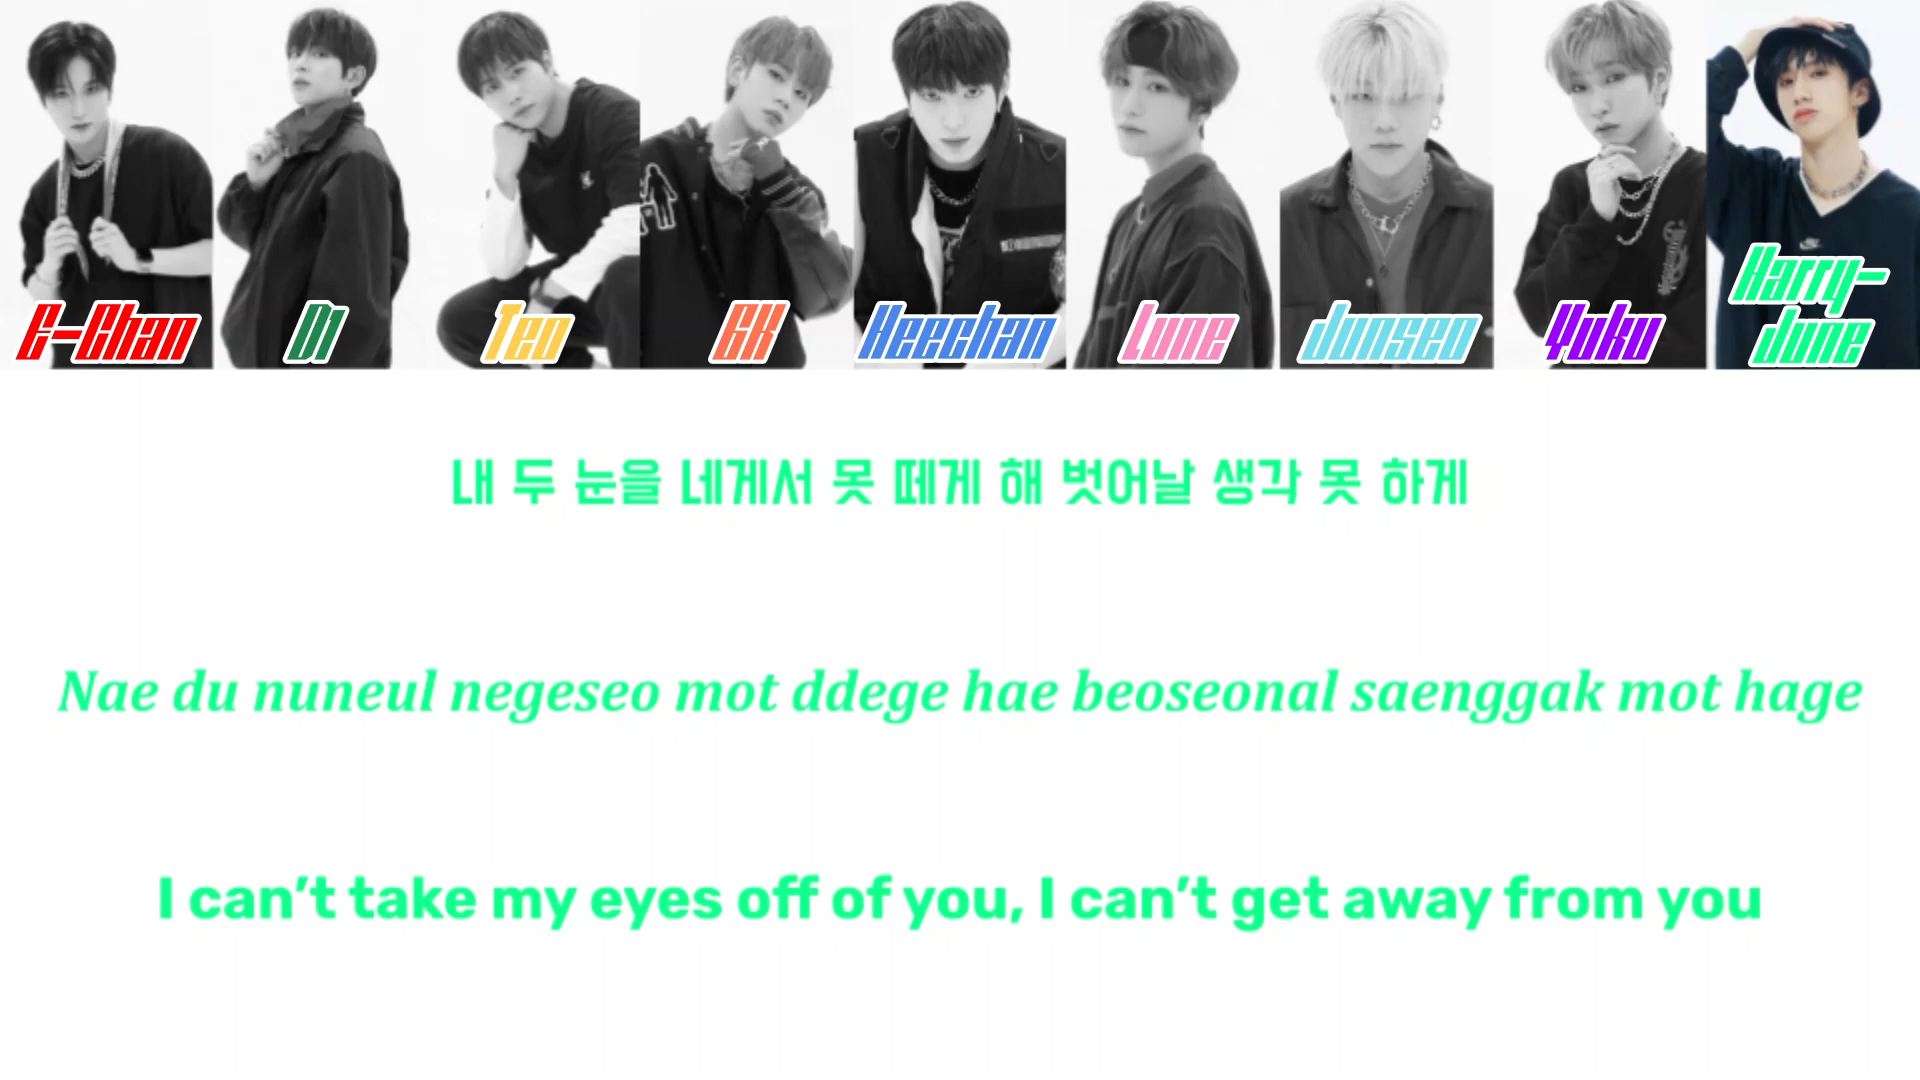 E-Chan
D1
Teo
GK
Heechan
Lune
Junseo
Yuku
Harry-
June
내 두 눈을 네게서 못 떼게 해 벗어날 생각 못 하게
Nae du nuneul negeseo mot ddege hae beoseonal saenggak mot hage
I can't take my eyes off of you, I can't get away from you